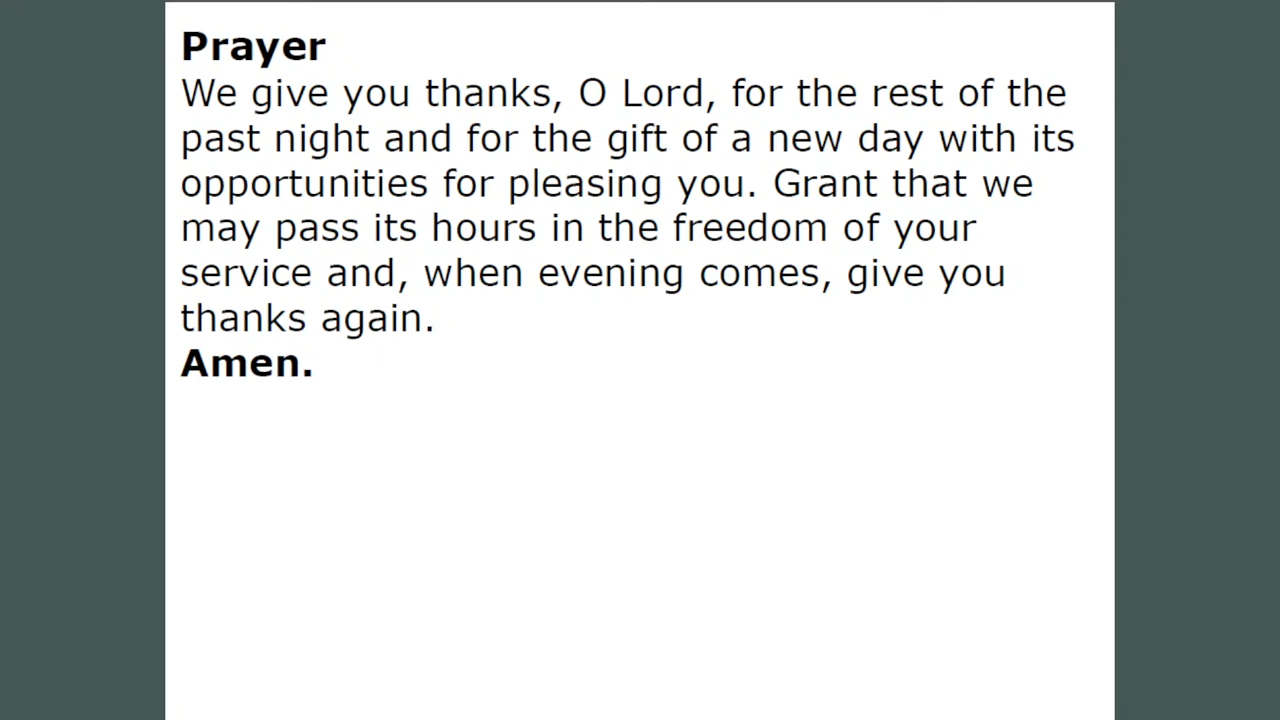 Prayer
We give you thanks, O Lord, for the rest of the
past night and for the gift of a new day with its
opportunities for pleasing you. Grant that we
may pass its hours in the freedom of your
service and, when evening comes, give you
thanks again.
Amen.